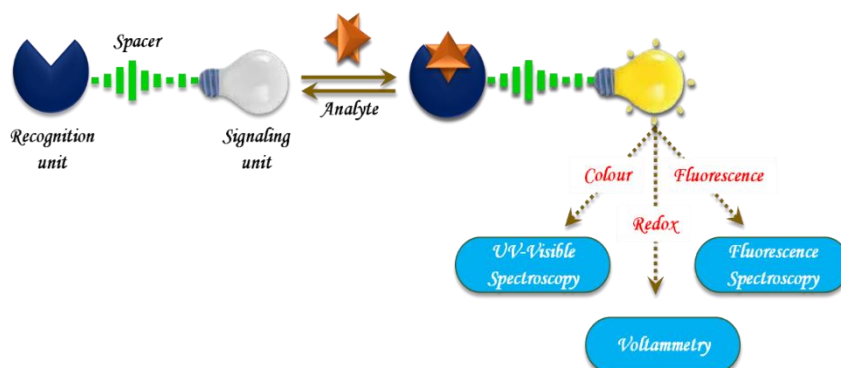 Spacer
Analyte
Recognition
unit
Signaling
unit
Colour
Fluorescence
Redox
UV-Visible
Spectroscopy
Fluorescence
Spectroscopy
Voltammetry